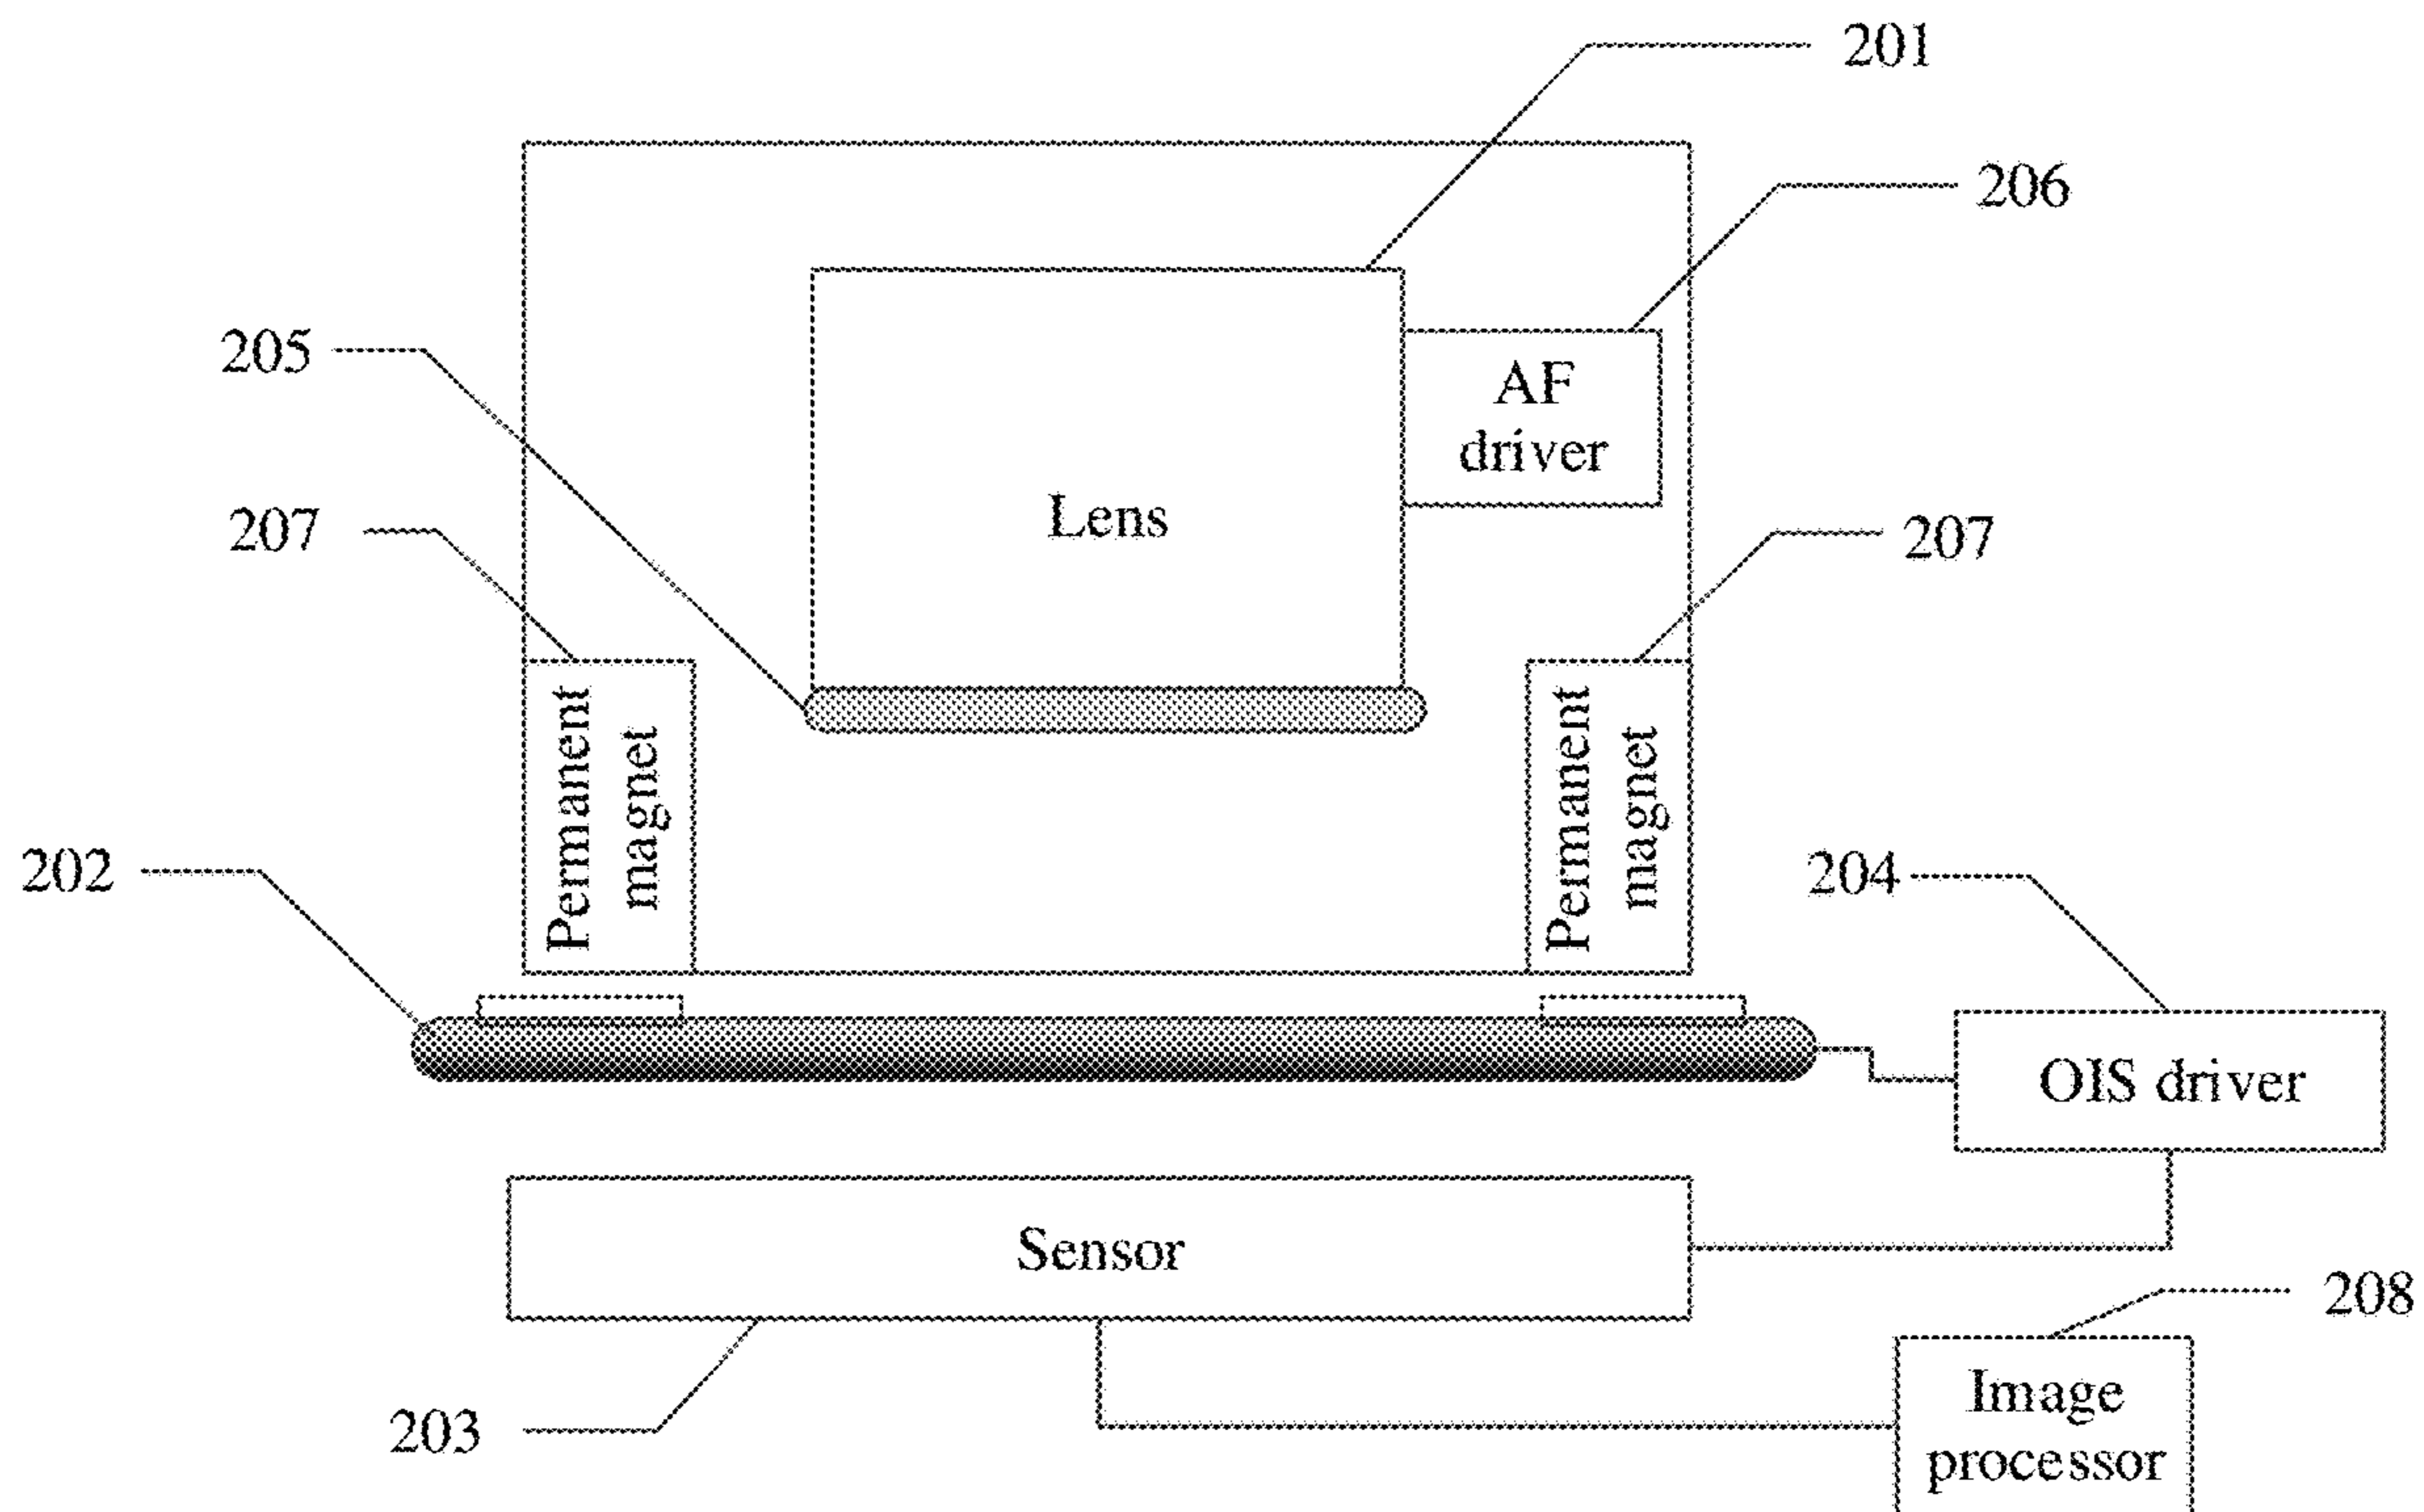 201
206
205
AF
driver
Lens
207
207
Permanent
magnet
Permanent
magnet
202
204
OIS driver
Sensor
208
203
Image
processor